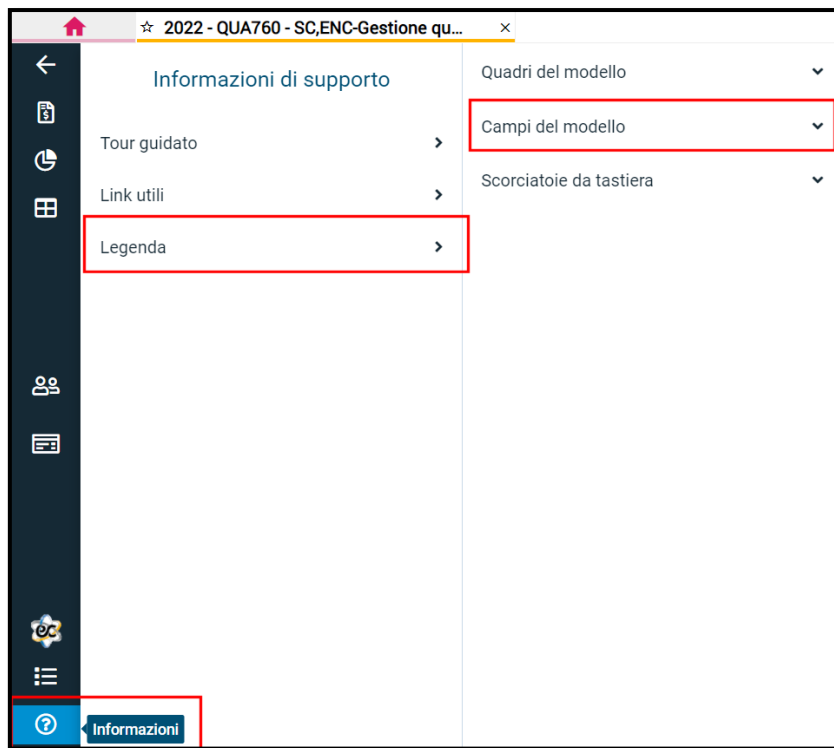 2022 - QUA760 - SC,ENC-Gestione qu...
Informazioni di supporto
Tour guidato
Link utili
Legenda
Quadri del modello
Campi del modello
Scorciatoie da tastiera
ec
Informazioni